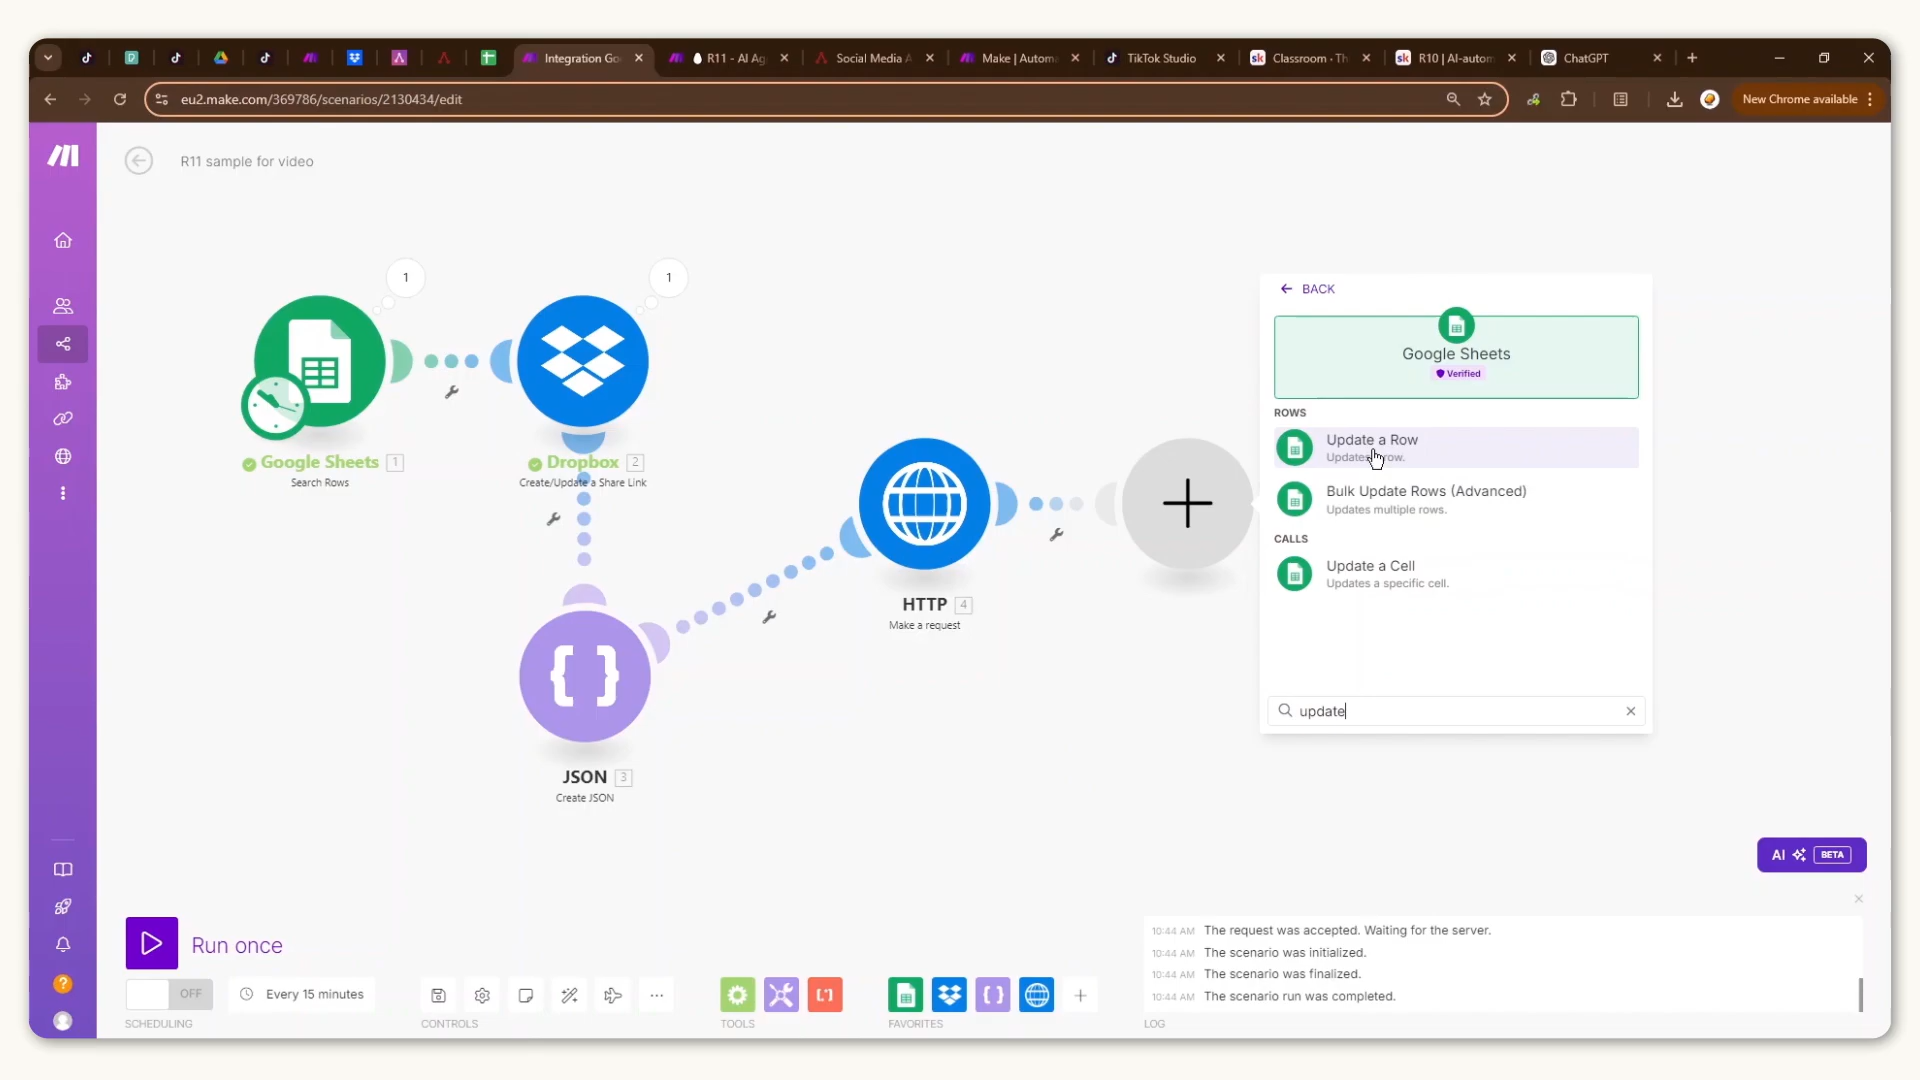 Integration Go
R11 - AI Ag
Social Media A
Make | Automa
TikTok Studio
Classroom · Th
R10 | AI-autom
ChatGPT
eu2.make.com/369786/scenarios/2130434/edit
New Chrome available
R11 sample for video
1
1
Google Sheets 1
Search Rows
Dropbox 2
Create/Update a Share Link
HTTP 4
Make a request
JSON 3
Create JSON
BACK
Google Sheets
Verified
ROWS
Update a Row
Updates row.
Bulk Update Rows (Advanced)
Updates multiple rows.
CALLS
Update a Cell
Updates a specific cell.
update
AI BETA
Run once
OFF
Every 15 minutes
SCHEDULING
CONTROLS
TOOLS
FAVORITES
10:44 AM The request was accepted. Waiting for the server.
10:44 AM The scenario was initialized.
10:44 AM The scenario was finalized.
10:44 AM The scenario run was completed.
LOG